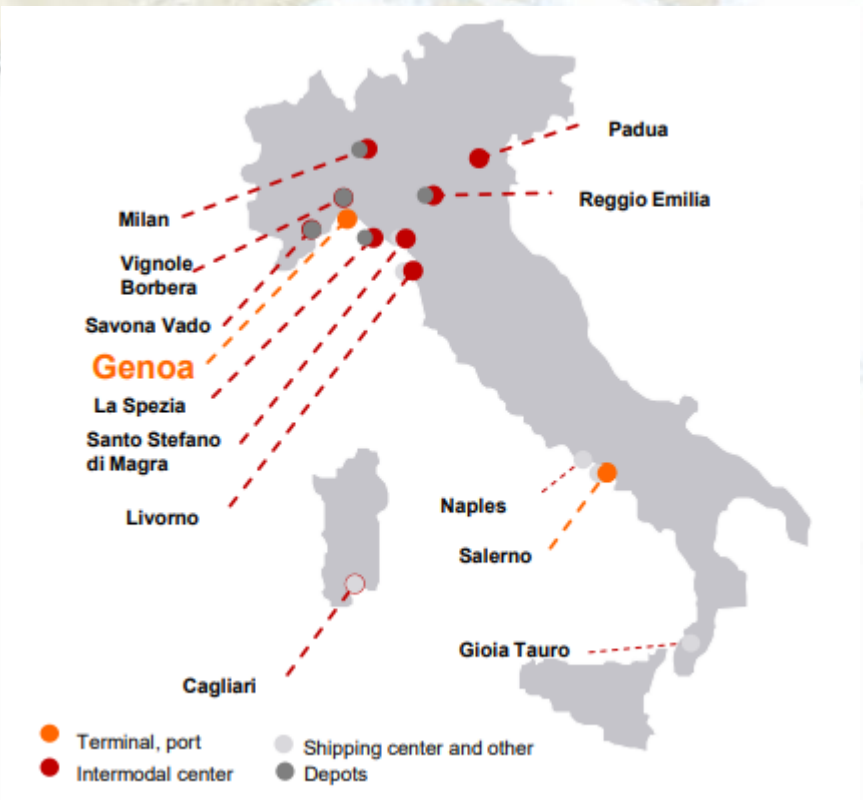 Padua
Reggio Emilia
Milan
Vignole
Borbera
Savona Vado
Genoa
La Spezia
Santo Stefano
di Magra
Livorno
Naples
Salerno
Gioia Tauro
Cagliari
Terminal, port
Shipping center and other
Intermodal center
Depots